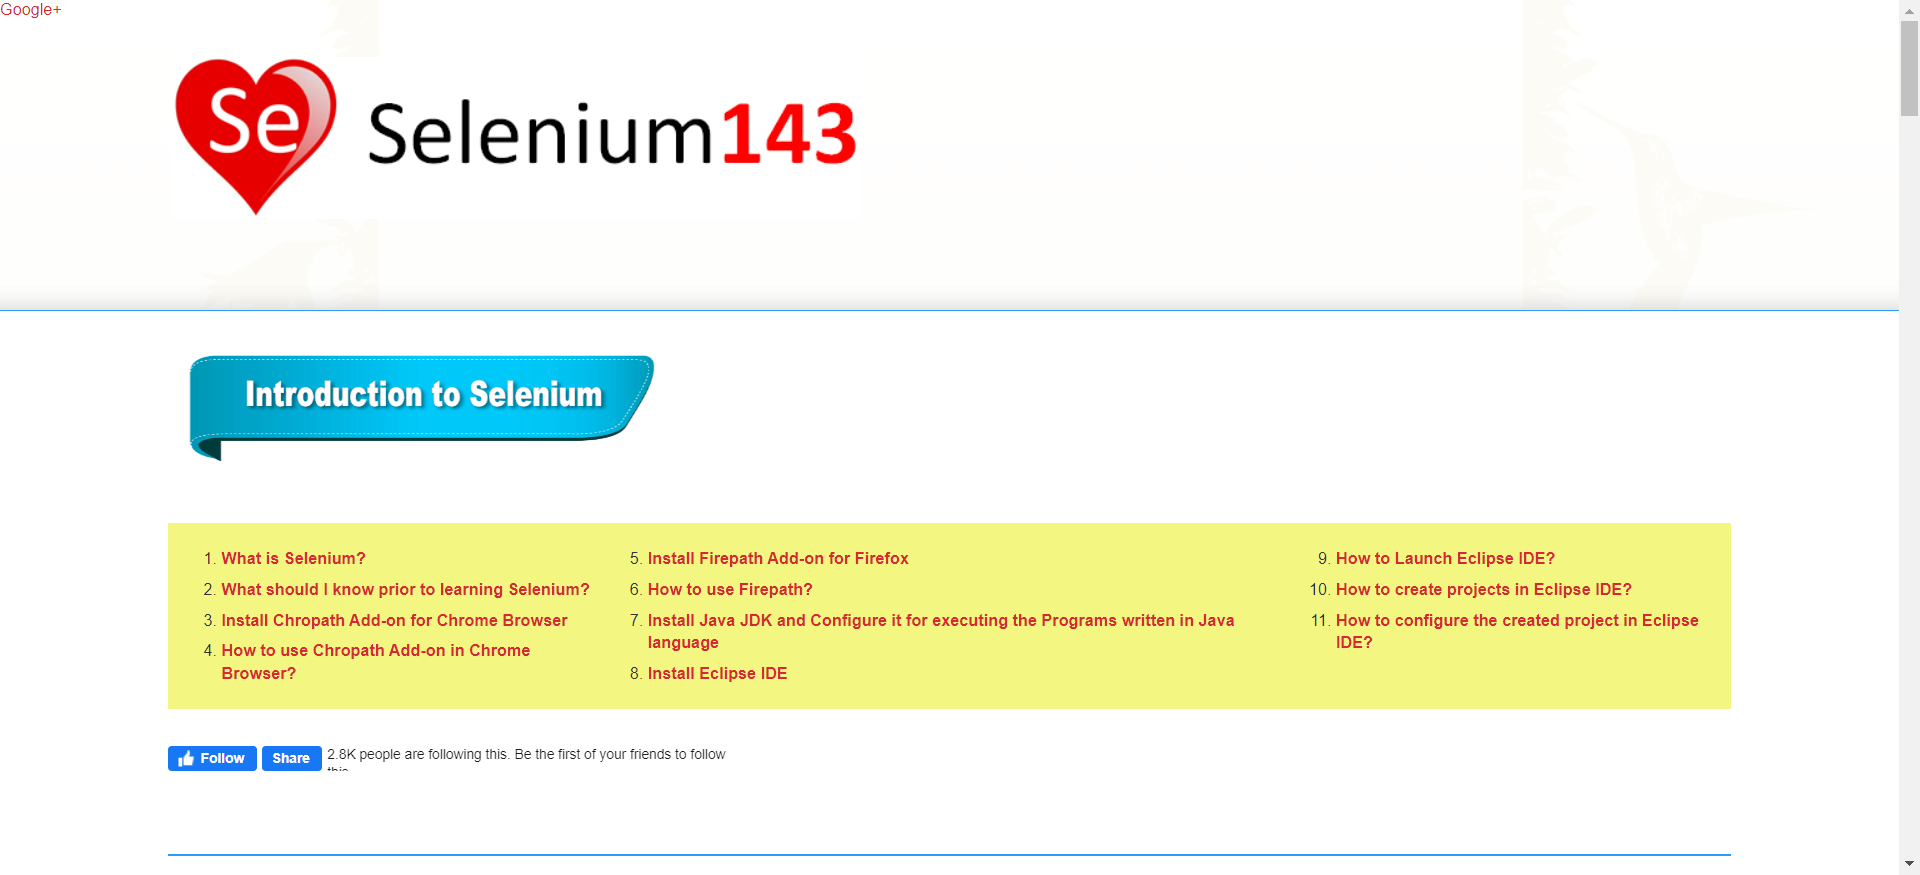 Google+
Se
Selenium143
Introduction to Selenium
1. What is Selenium?
2. What should I know prior to learning Selenium?
3. Install Chropath Add-on for Chrome Browser
4. How to use Chropath Add-on in Chrome
Browser?
5. Install Firepath Add-on for Firefox
6. How to use Firepath?
7. Install Java JDK and Configure it for executing the Programs written in Java
language
8. Install Eclipse IDE
9. How to Launch Eclipse IDE?
10. How to create projects in Eclipse IDE?
11. How to configure the created project in Eclipse
IDE?
Follow
Share
2.8K people are following this. Be the first of your friends to follow
this